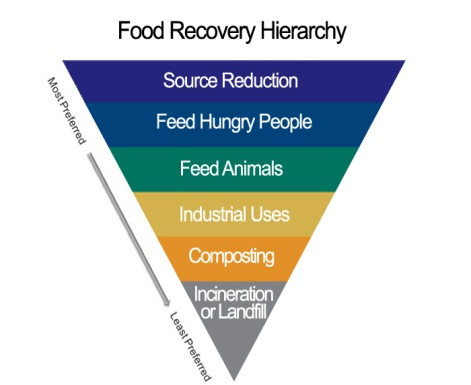 Food Recovery Hierarchy
Most Preferred
Source Reduction
Feed Hungry People
Feed Animals
Industrial Uses
Composting
Incineration
or Landfill
Least Preferred